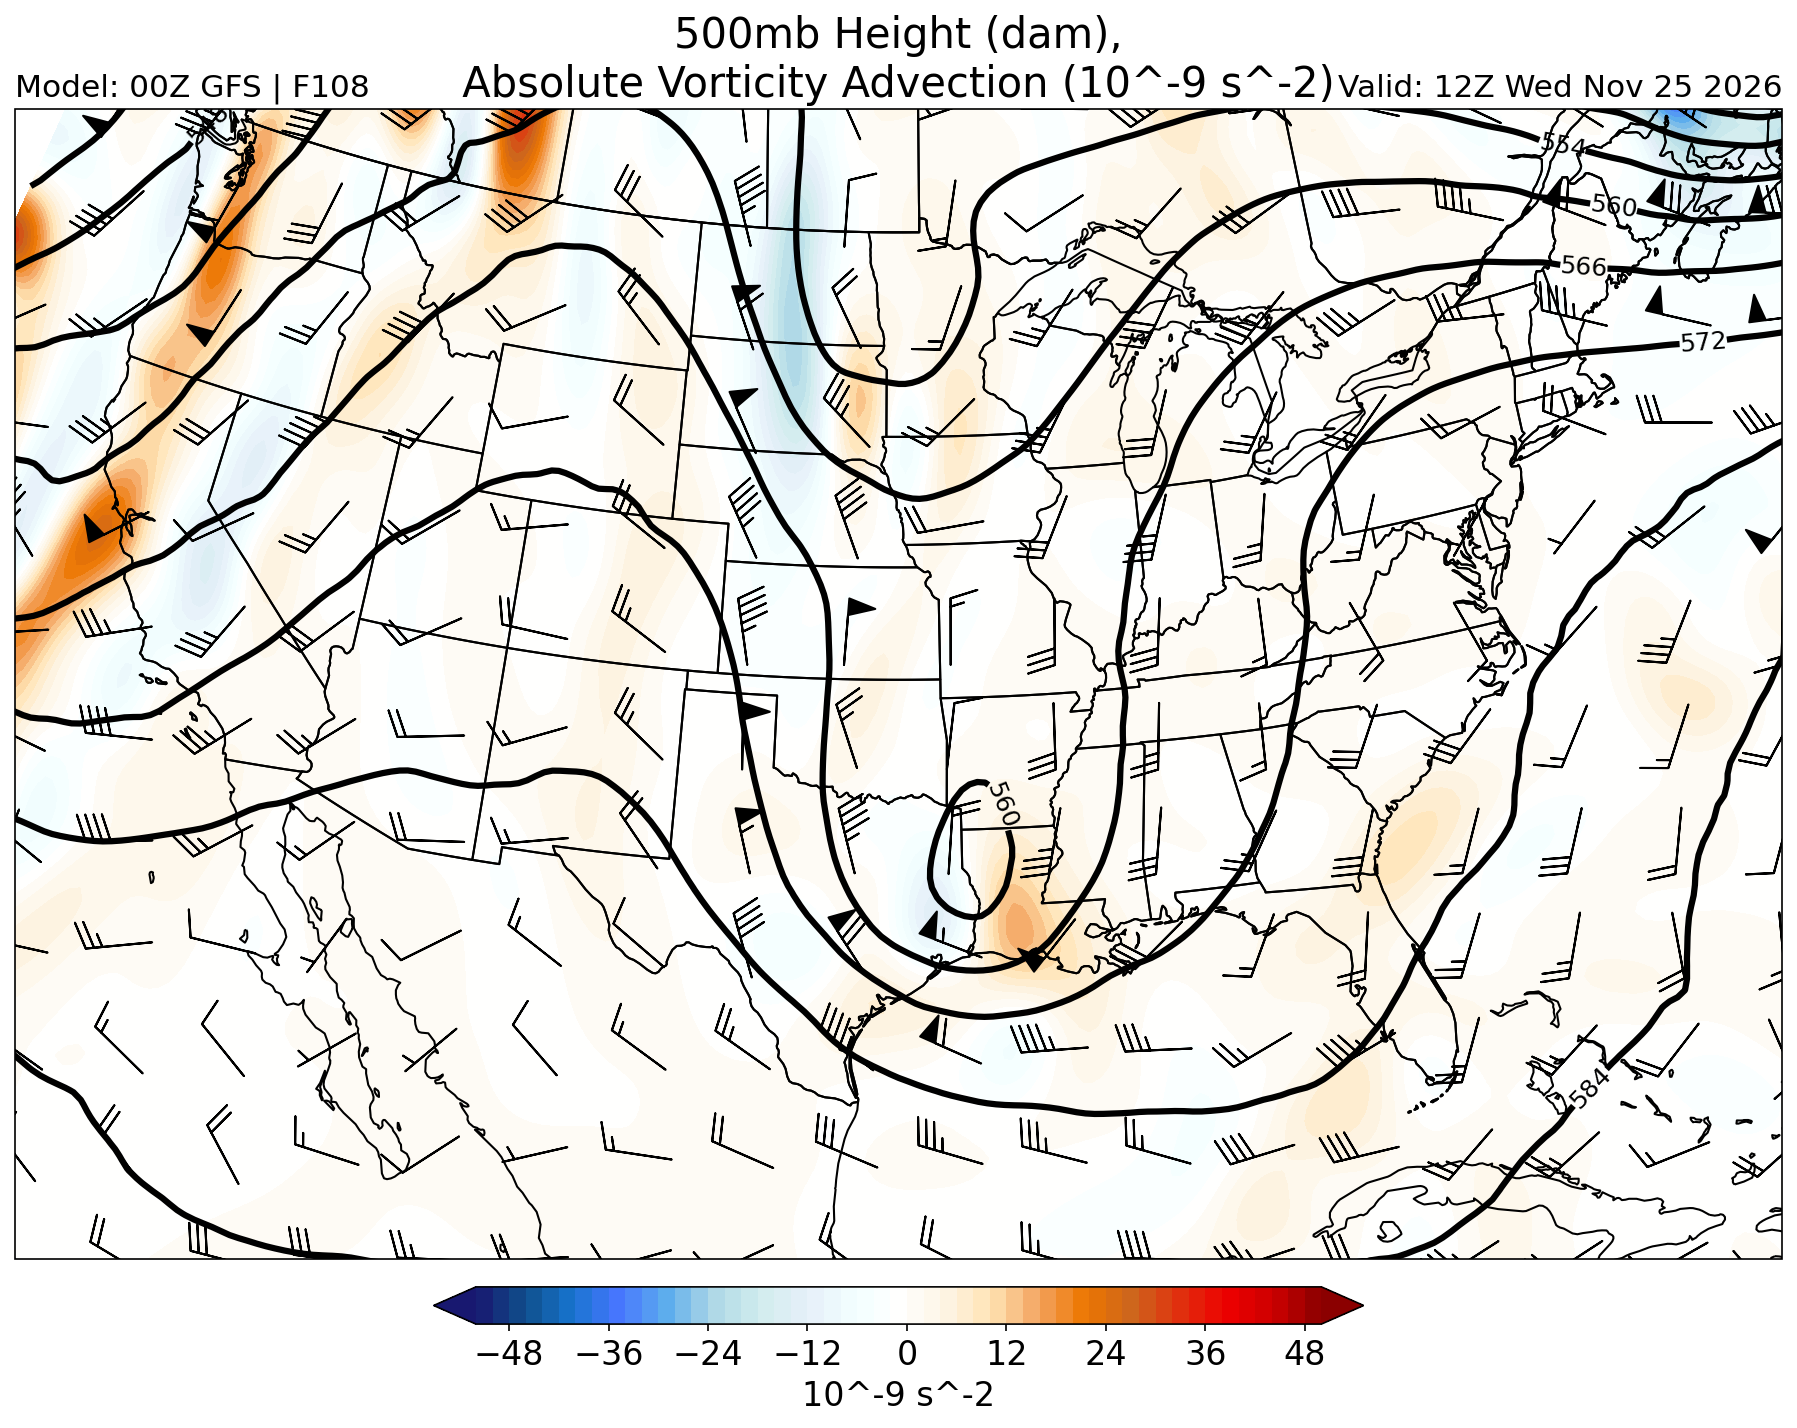 500mb Height (dam),
Model: 00Z GFS | F108 Absolute Vorticity Advection (10^-9 s^-2) Valid: 12Z Wed Nov 25 2026
554
560
566
572
560
584
−48 −36 −24 −12 0 12 24 36 48
10^-9 s^-2